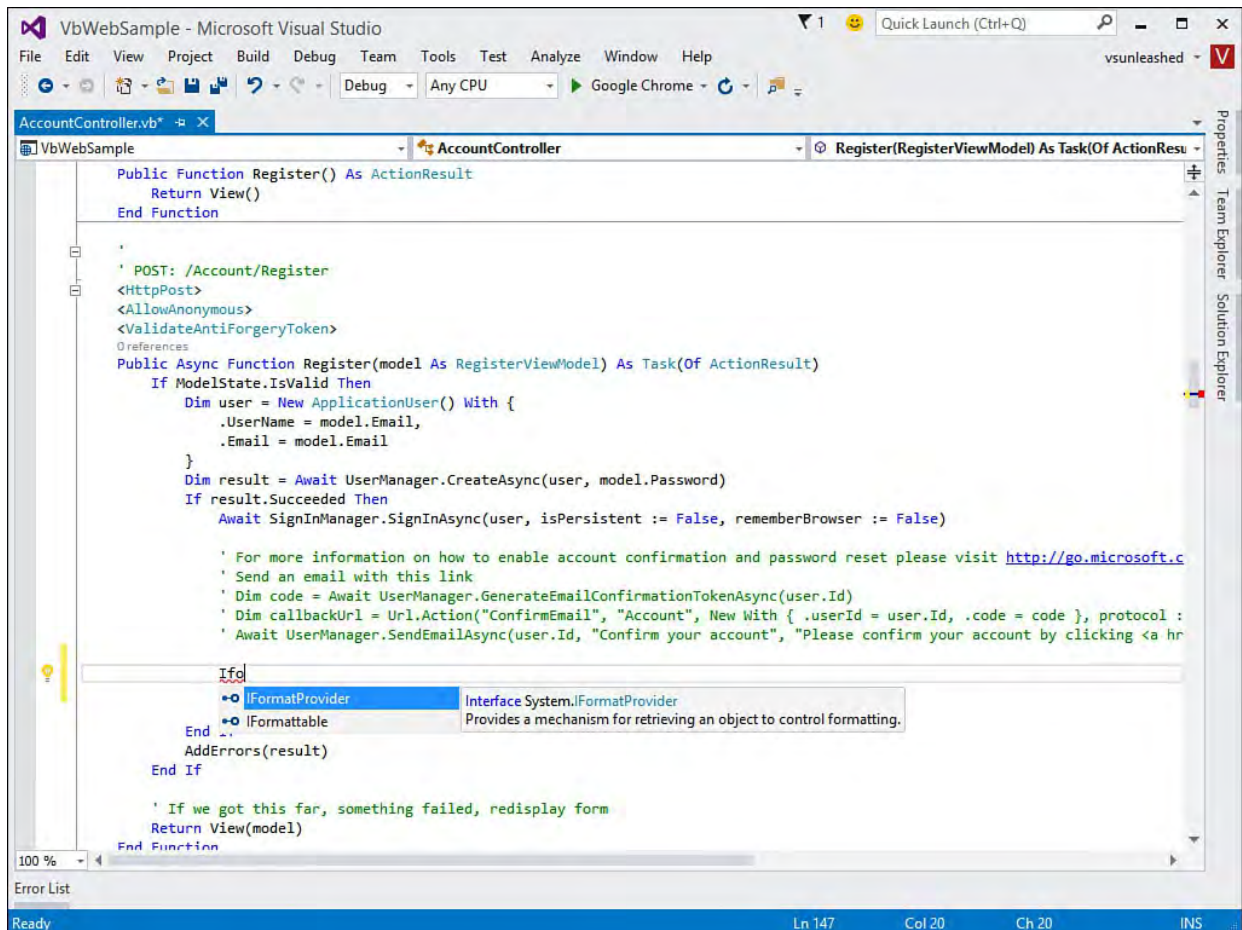 VbWebSample - Microsoft Visual Studio
1
Quick Launch (Ctrl+Q)
File Edit View Project Build Debug Team Tools Test Analyze Window Help
vsunleashed
V
Debug
Any CPU
Google Chrome
AccountController.vb*
VbWebSample
AccountController
Register(RegisterViewModel) As Task(Of ActionResu
Public Function Register() As ActionResult
Return View()
End Function
'
' POST: /Account/Register
<HttpPost>
<AllowAnonymous>
<ValidateAntiForgeryToken>
0 references
Public Async Function Register(model As RegisterViewModel) As Task(Of ActionResult)
If ModelState.IsValid Then
Dim user = New ApplicationUser() With {
.UserName = model.Email,
.Email = model.Email
}
Dim result = Await UserManager.CreateAsync(user, model.Password)
If result.Succeeded Then
Await SignInManager.SignInAsync(user, isPersistent := False, rememberBrowser := False)
' For more information on how to enable account confirmation and password reset please visit http://go.microsoft.c
' Send an email with this link
' Dim code = Await UserManager.GenerateEmailConfirmationTokenAsync(user.Id)
' Dim callbackUrl = Url.Action("ConfirmEmail", "Account", New With { .userId = user.Id, .code = code }, protocol :
' Await UserManager.SendEmailAsync(user.Id, "Confirm your account", "Please confirm your account by clicking <a hr
Ifo
IFormatProvider
IFormattable
Interface System.IFormatProvider
Provides a mechanism for retrieving an object to control formatting.
End
AddErrors(result)
End If
' If we got this far, something failed, redisplay form
Return View(model)
End Function
100 %
Properties
Team Explorer
Solution Explorer
Error List
Ready
Ln 147
Col 20
Ch 20
INS